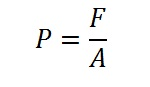 P = F/A